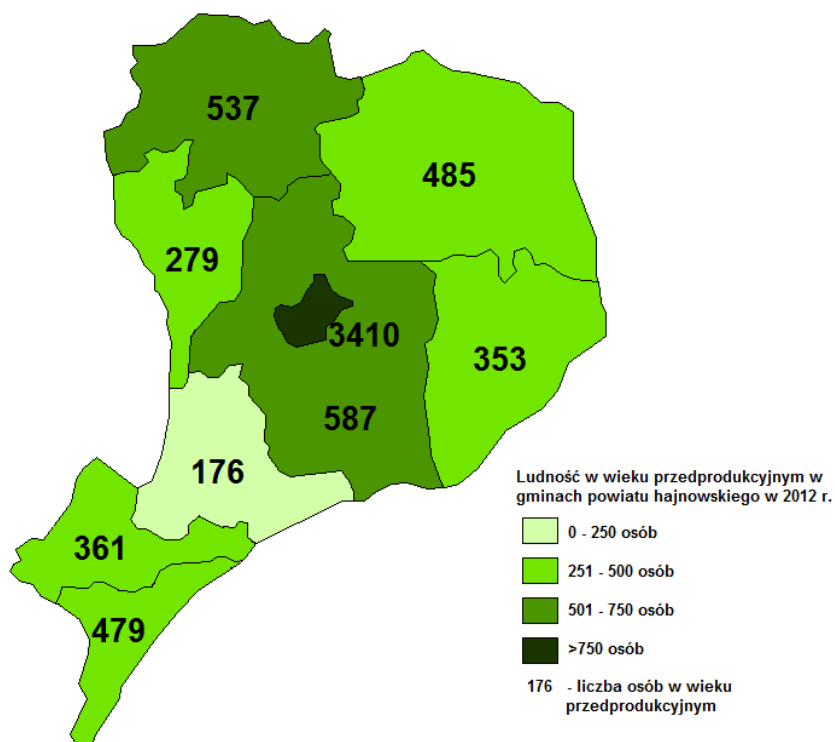 537
485
279
3410
353
587
176
361
479
Ludność w wieku przedprodukcyjnym w
gminach powiatu hajnowskiego w 2012 r.
0 - 250 osób
251 - 500 osób
501 - 750 osób
>750 osób
176 - liczba osób w wieku
przedprodukcyjnym